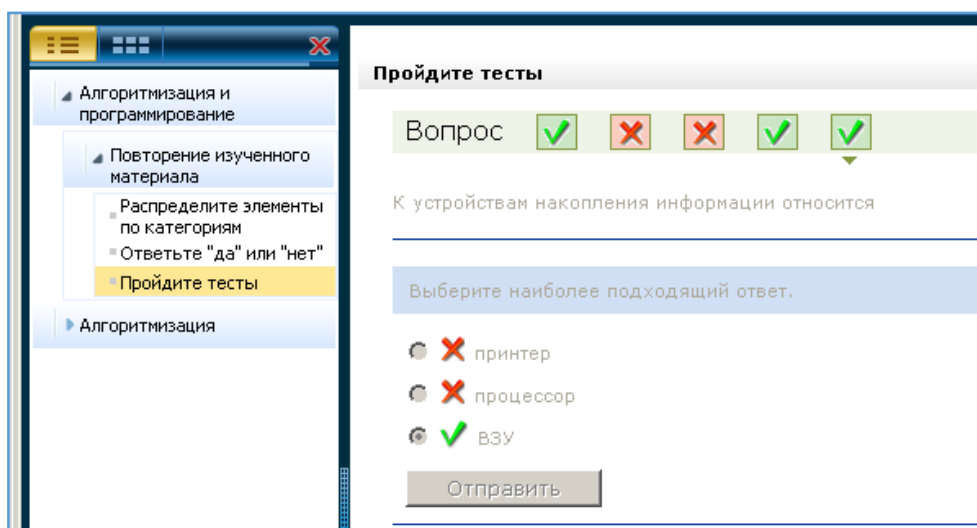 Алгоритмизация и
программирование
Повторение изученного
материала
Распределите элементы
по категориям
Ответьте "да" или "нет"
Пройдите тесты
Алгоритмизация
Пройдите тесты
Вопрос
К устройствам накопления информации относится
Выберите наиболее подходящий ответ.
принтер
процессор
ВЗУ
Отправить